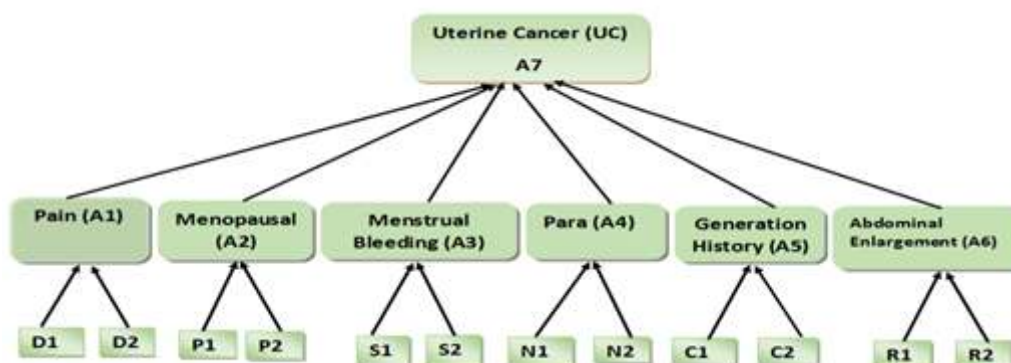 Uterine Cancer (UC)
A7
Pain (A1)
Menopausal
(A2)
Menstrual
Bleeding (A3)
Para (A4)
Generation
History (A5)
Abdominal
Enlargement (A6)
D1
D2
P1
P2
S1
S2
N1
N2
C1
C2
R1
R2